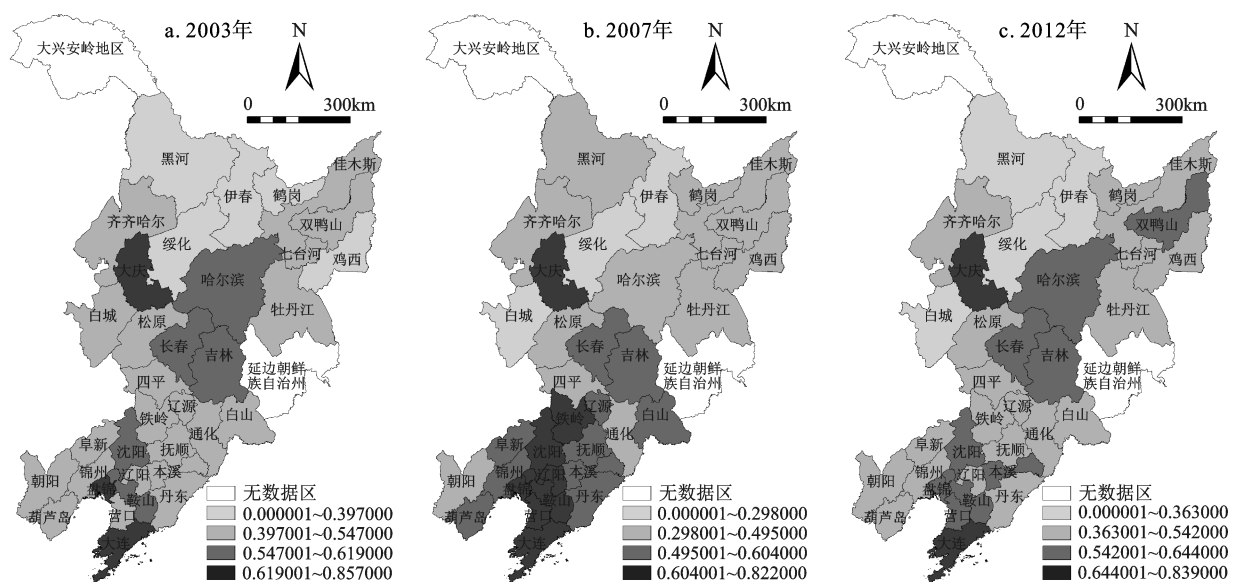 a. 2003年
N
0 300km
大兴安岭地区
黑河
佳木斯
伊春
鹤岗
齐齐哈尔
双鸭山
绥化
七台河
鸡西
大庆
哈尔滨
白城
松原
牡丹江
长春
吉林
延边朝鲜
族自治州
四平
辽源
白山
铁岭
通化
阜新
沈阳
抚顺
朝阳
锦州
辽阳
本溪
盘锦
鞍山
丹东
葫芦岛
营口
大连
无数据区
0.000001~0.397000
0.397001~0.547000
0.547001~0.619000
0.619001~0.857000
b. 2007年
N
0 300km
大兴安岭地区
黑河
佳木斯
伊春
鹤岗
齐齐哈尔
双鸭山
绥化
七台河
鸡西
大庆
哈尔滨
白城
松原
牡丹江
长春
吉林
延边朝鲜
族自治州
四平
辽源
白山
铁岭
通化
阜新
沈阳
抚顺
朝阳
锦州
辽阳
本溪
盘锦
鞍山
丹东
葫芦岛
营口
大连
无数据区
0.000001~0.298000
0.298001~0.495000
0.495001~0.604000
0.604001~0.822000
c. 2012年
N
0 300km
大兴安岭地区
黑河
佳木斯
伊春
鹤岗
齐齐哈尔
双鸭山
绥化
七台河
鸡西
大庆
哈尔滨
白城
松原
牡丹江
长春
吉林
延边朝鲜
族自治州
四平
辽源
白山
铁岭
通化
阜新
沈阳
抚顺
朝阳
锦州
辽阳
本溪
盘锦
鞍山
丹东
葫芦岛
营口
大连
无数据区
0.000001~0.363000
0.363001~0.542000
0.542001~0.644000
0.644001~0.839000